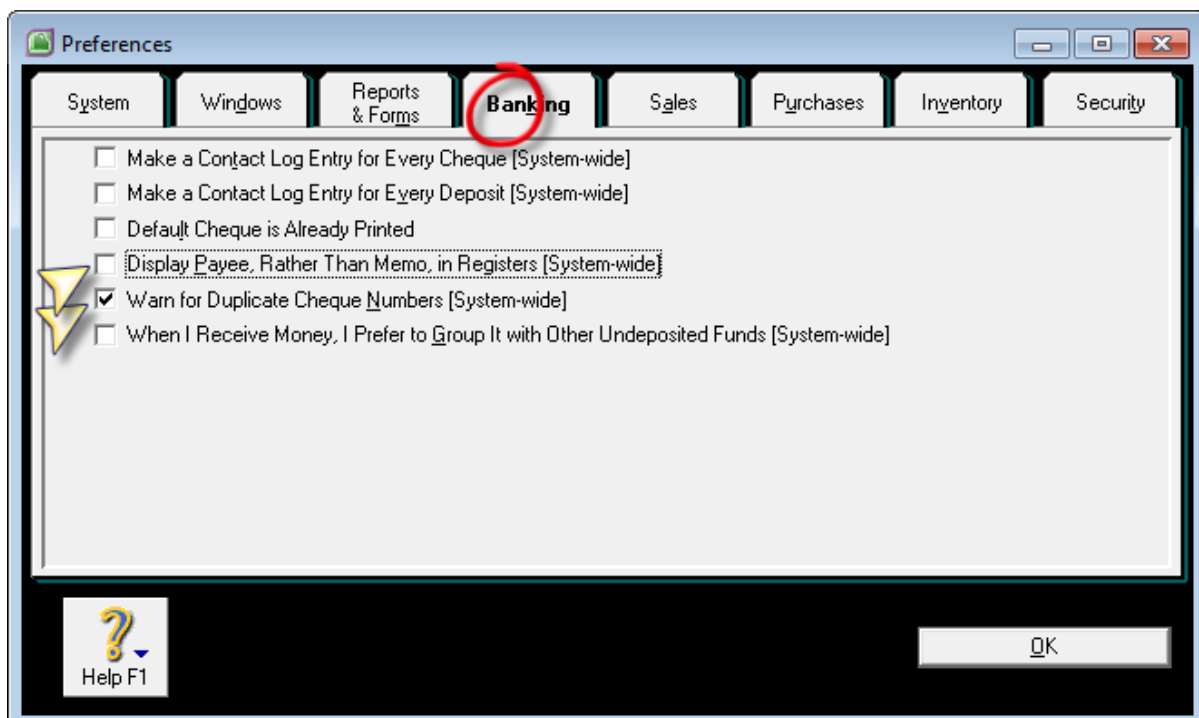 Preferences
System
Windows
Reports
& Forms
Banking
Sales
Purchases
Inventory
Security
Make a Contact Log Entry for Every Cheque [System-wide]
Make a Contact Log Entry for Every Deposit [System-wide]
Default Cheque is Already Printed
Display Payee, Rather Than Memo, in Registers [System-wide]
Warn for Duplicate Cheque Numbers [System-wide]
When I Receive Money, I Prefer to Group It with Other Undeposited Funds [System-wide]
Help F1
OK